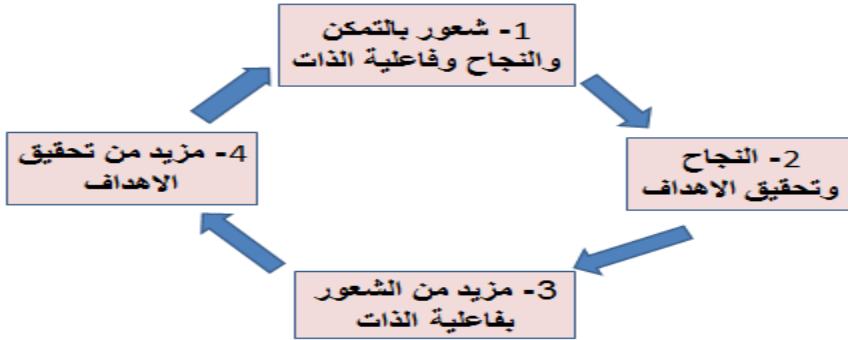 1- شعور بالتمكن
والنجاح وفاعلية الذات
2- النجاح
وتحقيق الاهداف
3- مزيد من الشعور
بفاعلية الذات
4- مزيد من تحقيق
الاهداف